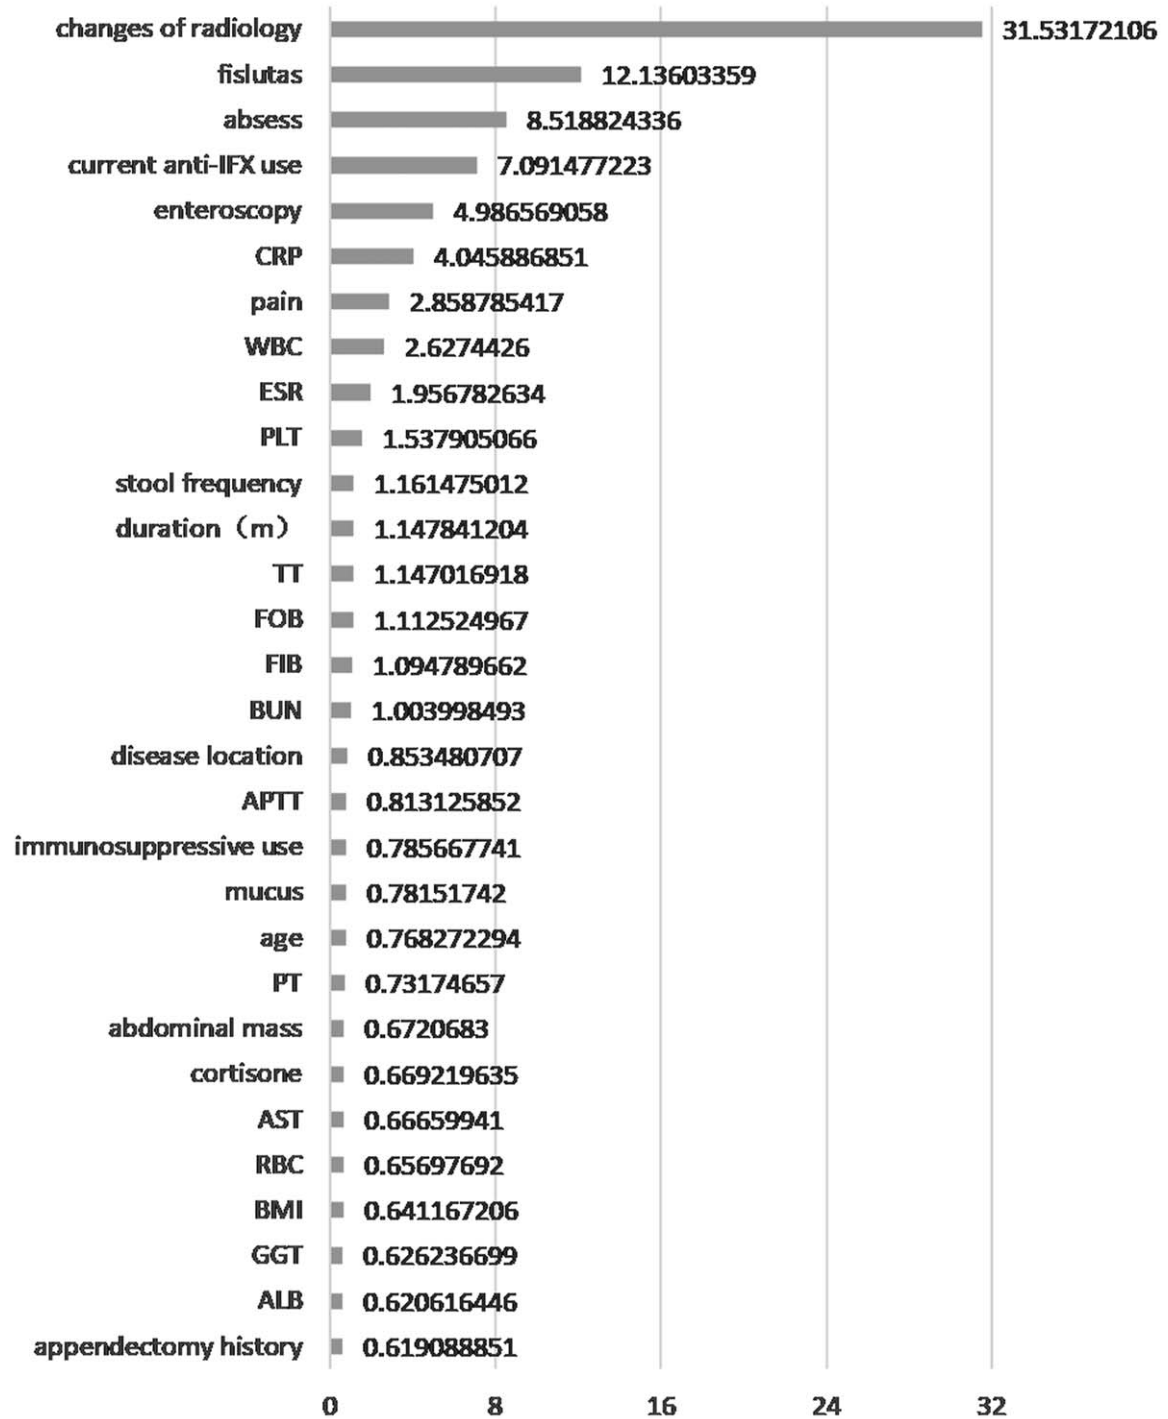 changes of radiology 31.53172106
fislutas 12.13603359
absess 8.518824336
current anti-IFX use 7.091477223
enteroscopy 4.986569058
CRP 4.045886851
pain 2.858785417
WBC 2.6274426
ESR 1.956782634
PLT 1.537905066
stool frequency 1.161475012
duration（m） 1.147841204
TT 1.147016918
FOB 1.112524967
FIB 1.094789662
BUN 1.003998493
disease location 0.853480707
APTT 0.813125852
immunosuppressive use 0.785667741
mucus 0.78151742
age 0.768272294
PT 0.73174657
abdominal mass 0.6720683
cortisone 0.669219635
AST 0.66659941
RBC 0.65697692
BMI 0.641167206
GGT 0.626236699
ALB 0.620616446
appendectomy history 0.619088851
0 8 16 24 32